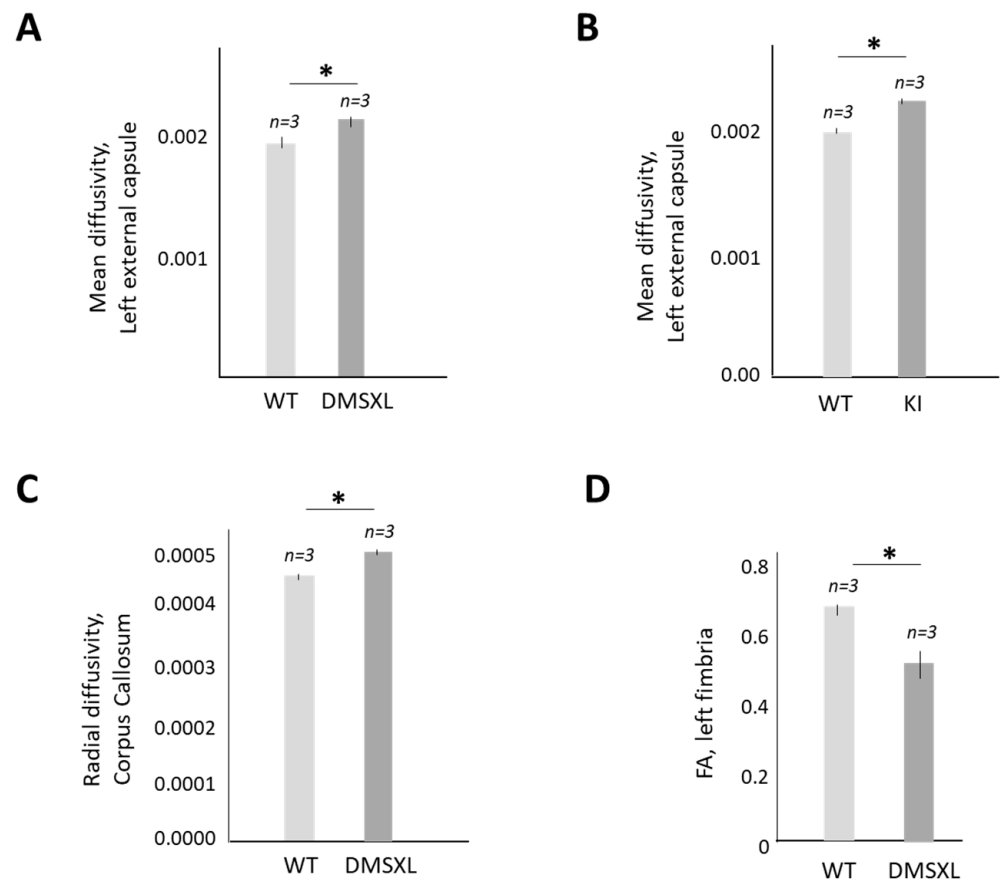 A
*
n=3
n=3
0.002
0.001
Mean diffusivity,
Left external capsule
WT DMSXL
B
*
n=3
n=3
0.002
0.001
0.00
Mean diffusivity,
Left external capsule
WT KI
C
*
n=3
n=3
0.0005
0.0004
0.0003
0.0002
0.0001
0.0000
Radial diffusivity,
Corpus Callosum
WT DMSXL
D
*
n=3
n=3
0.8
0.6
0.4
0.2
0
FA, left fimbria
WT DMSXL